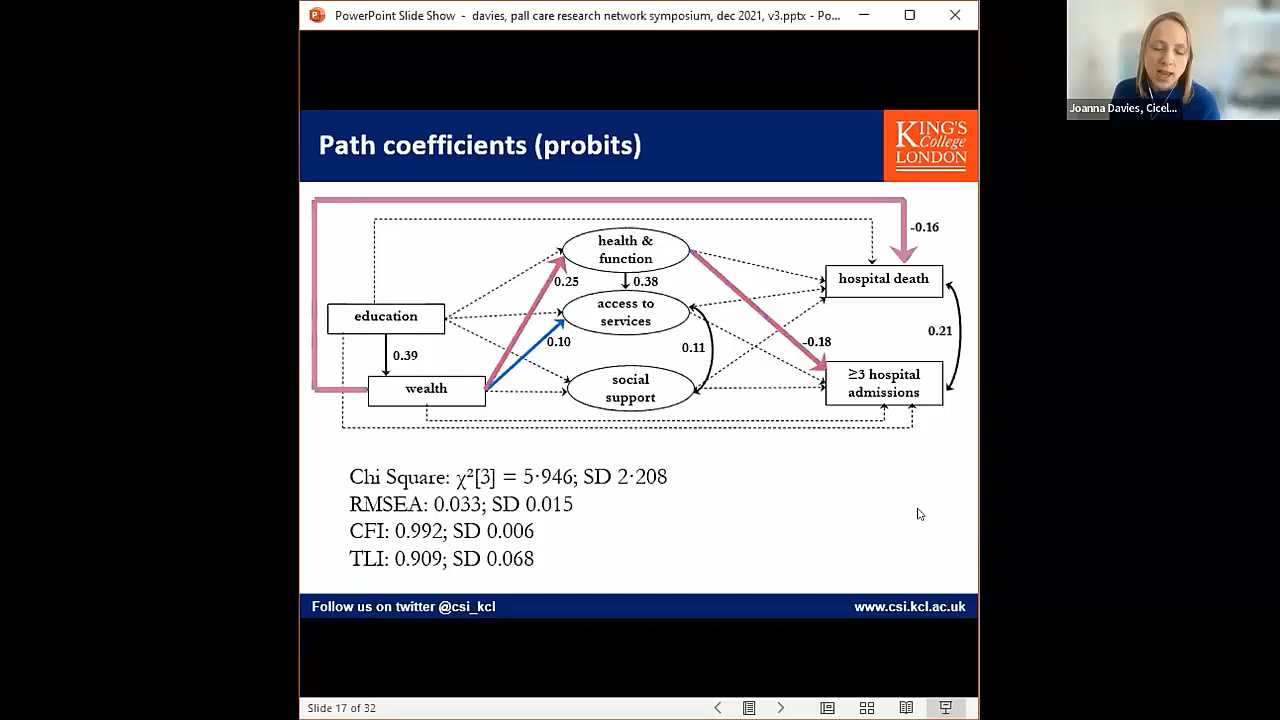 PowerPoint Slide Show - davies, pall care research network symposium, dec 2021, v3.pptx - Po...
Joanna Davies, Cicel...
Path coefficients (probits)
KING'S
College
LONDON
-0.16
health &
function
hospital death
0.25
0.38
access to
services
education
0.21
0.10
0.11
-0.18
0.39
≥3 hospital
admissions
wealth
social
support
Chi Square: χ²[3] = 5·946; SD 2·208
RMSEA: 0.033; SD 0.015
CFI: 0.992; SD 0.006
TLI: 0.909; SD 0.068
Follow us on twitter @csi_kcl
www.csi.kcl.ac.uk
Slide 17 of 32